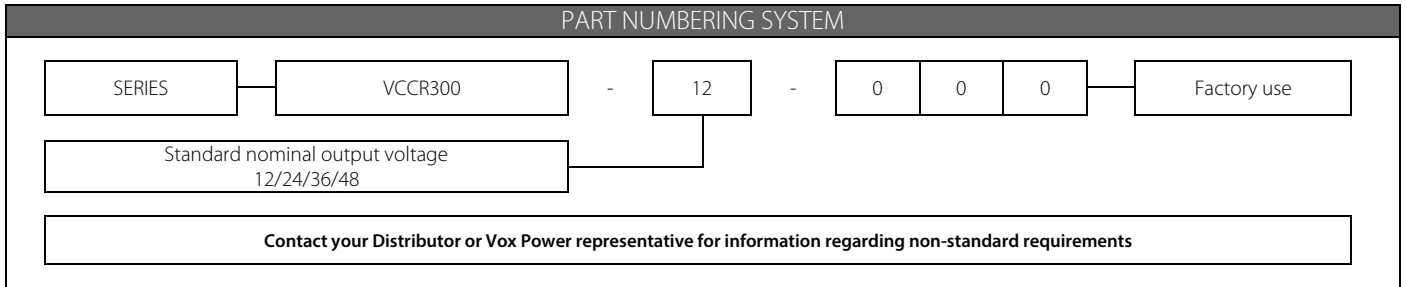 PART NUMBERING SYSTEM
SERIES VCCR300 - 12 - 0 0 0 Factory use
Standard nominal output voltage
12/24/36/48
Contact your Distributor or Vox Power representative for information regarding non-standard requirements